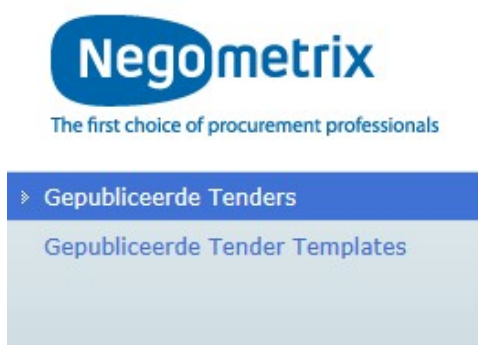 Negometrix
The first choice of procurement professionals
Gepubliceerde Tenders
Gepubliceerde Tender Templates